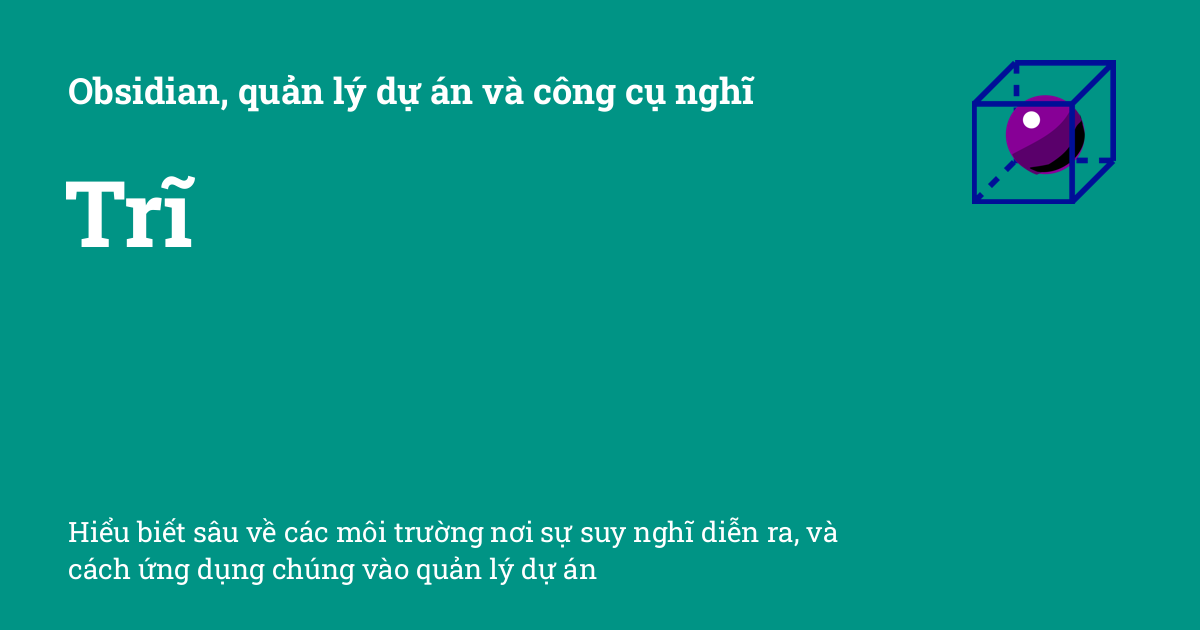 Obsidian, quản lý dự án và công cụ nghĩ
Trĩ
Hiểu biết sâu về các môi trường nơi sự suy nghĩ diễn ra, và
cách ứng dụng chúng vào quản lý dự án